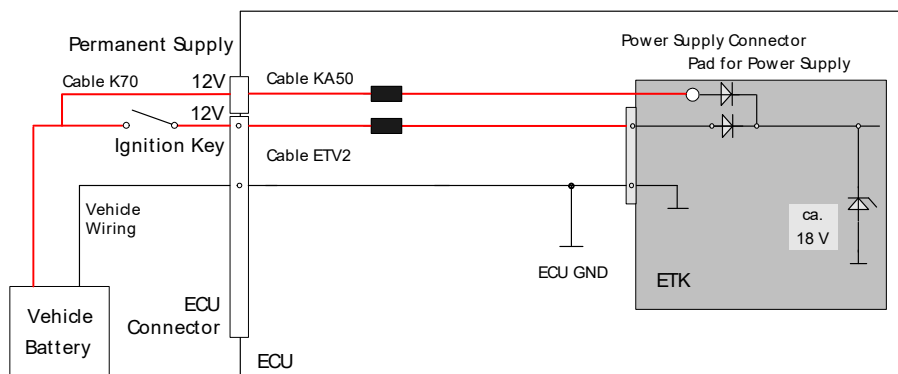 Permanent Supply
Power Supply Connector
Pad for Power Supply
Cable K70
12V
Cable KA50
12V
Ignition Key
Cable ETV2
Vehicle
Wiring
ca.
18 V
ECU GND
ETK
ECU
Connector
Vehicle
Battery
ECU